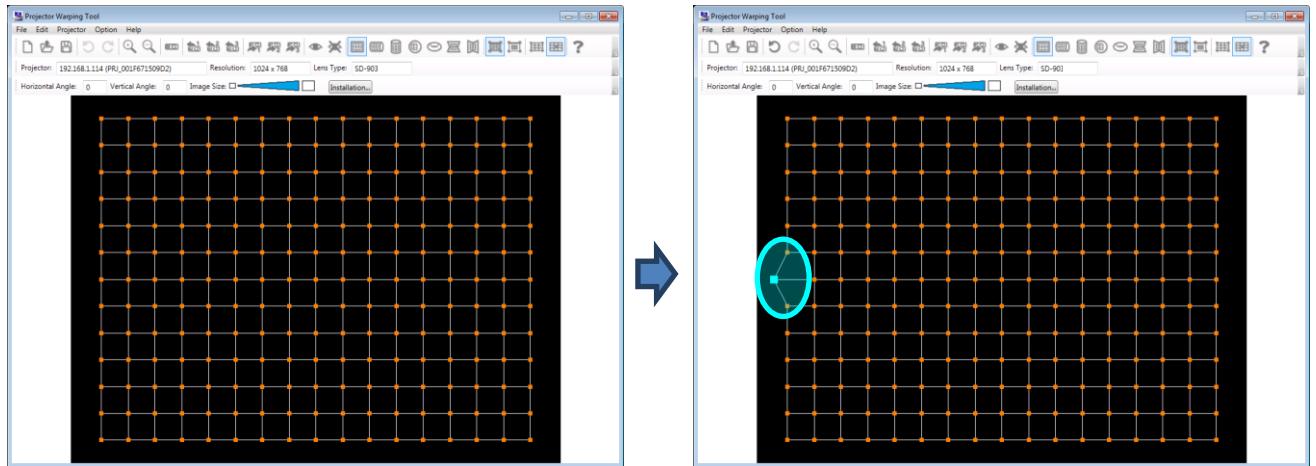 Projector Warping Tool
File Edit Projector Option Help
?
Projector: 192.168.1.114 (PRJ_001F671509D2) Resolution: 1024 x 768 Lens Type: SD-903
Horizontal Angle: 0 Vertical Angle: 0 Image Size: Installation...
Projector Warping Tool
File Edit Projector Option Help
?
Projector: 192.168.1.114 (PRJ_001F671509D2) Resolution: 1024 x 768 Lens Type: SD-903
Horizontal Angle: 0 Vertical Angle: 0 Image Size: Installation...